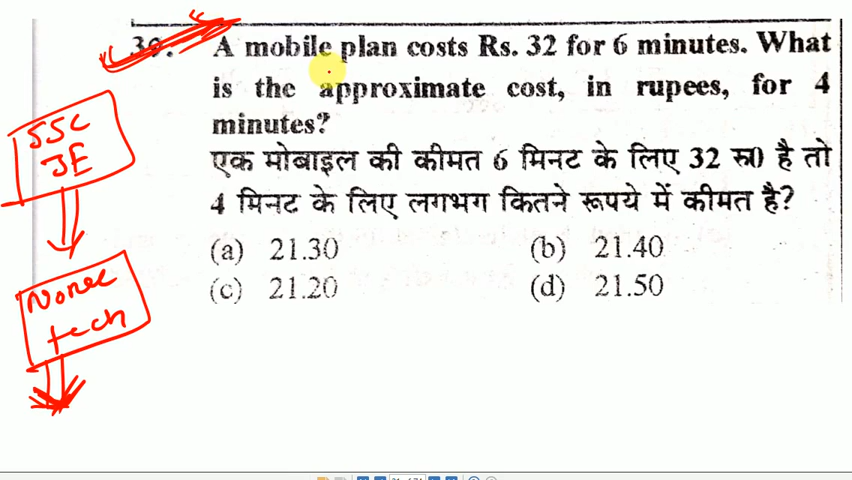 39. A mobile plan costs Rs. 32 for 6 minutes. What
is the approximate cost, in rupees, for 4
minutes?
एक मोबाइल की कीमत 6 मिनट के लिए 32 रू0 है तो
4 मिनट के लिए लगभग कितने रूपये में कीमत है?
(a) 21.30 (b) 21.40
(c) 21.20 (d) 21.50
SSC
JE
tech